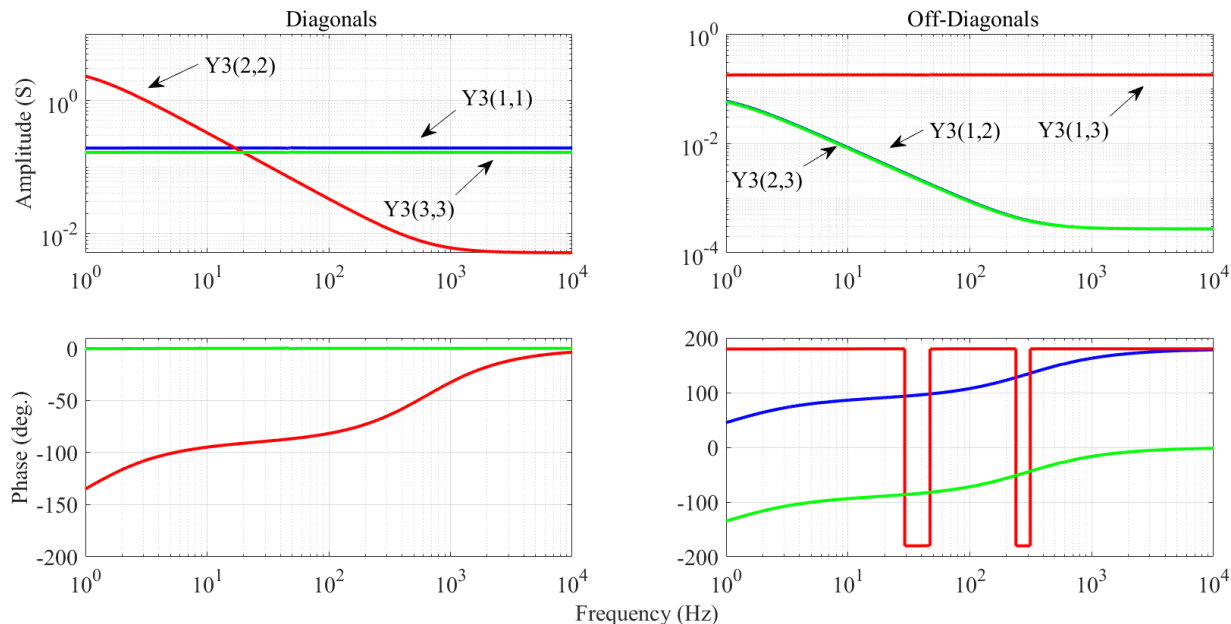 Diagonals
Off-Diagonals
Amplitude (S)
10^0
10^-2
Y3(2,2)
Y3(1,1)
Y3(3,3)
10^0 10^1 10^2 10^3 10^4
10^0
10^-2
10^-4
Y3(1,2)
Y3(1,3)
Y3(2,3)
10^0 10^1 10^2 10^3 10^4
Phase (deg.)
0
-50
-100
-150
-200
10^0 10^1 10^2 10^3 10^4
200
100
0
-100
-200
10^0 10^1 10^2 10^3 10^4
Frequency (Hz)